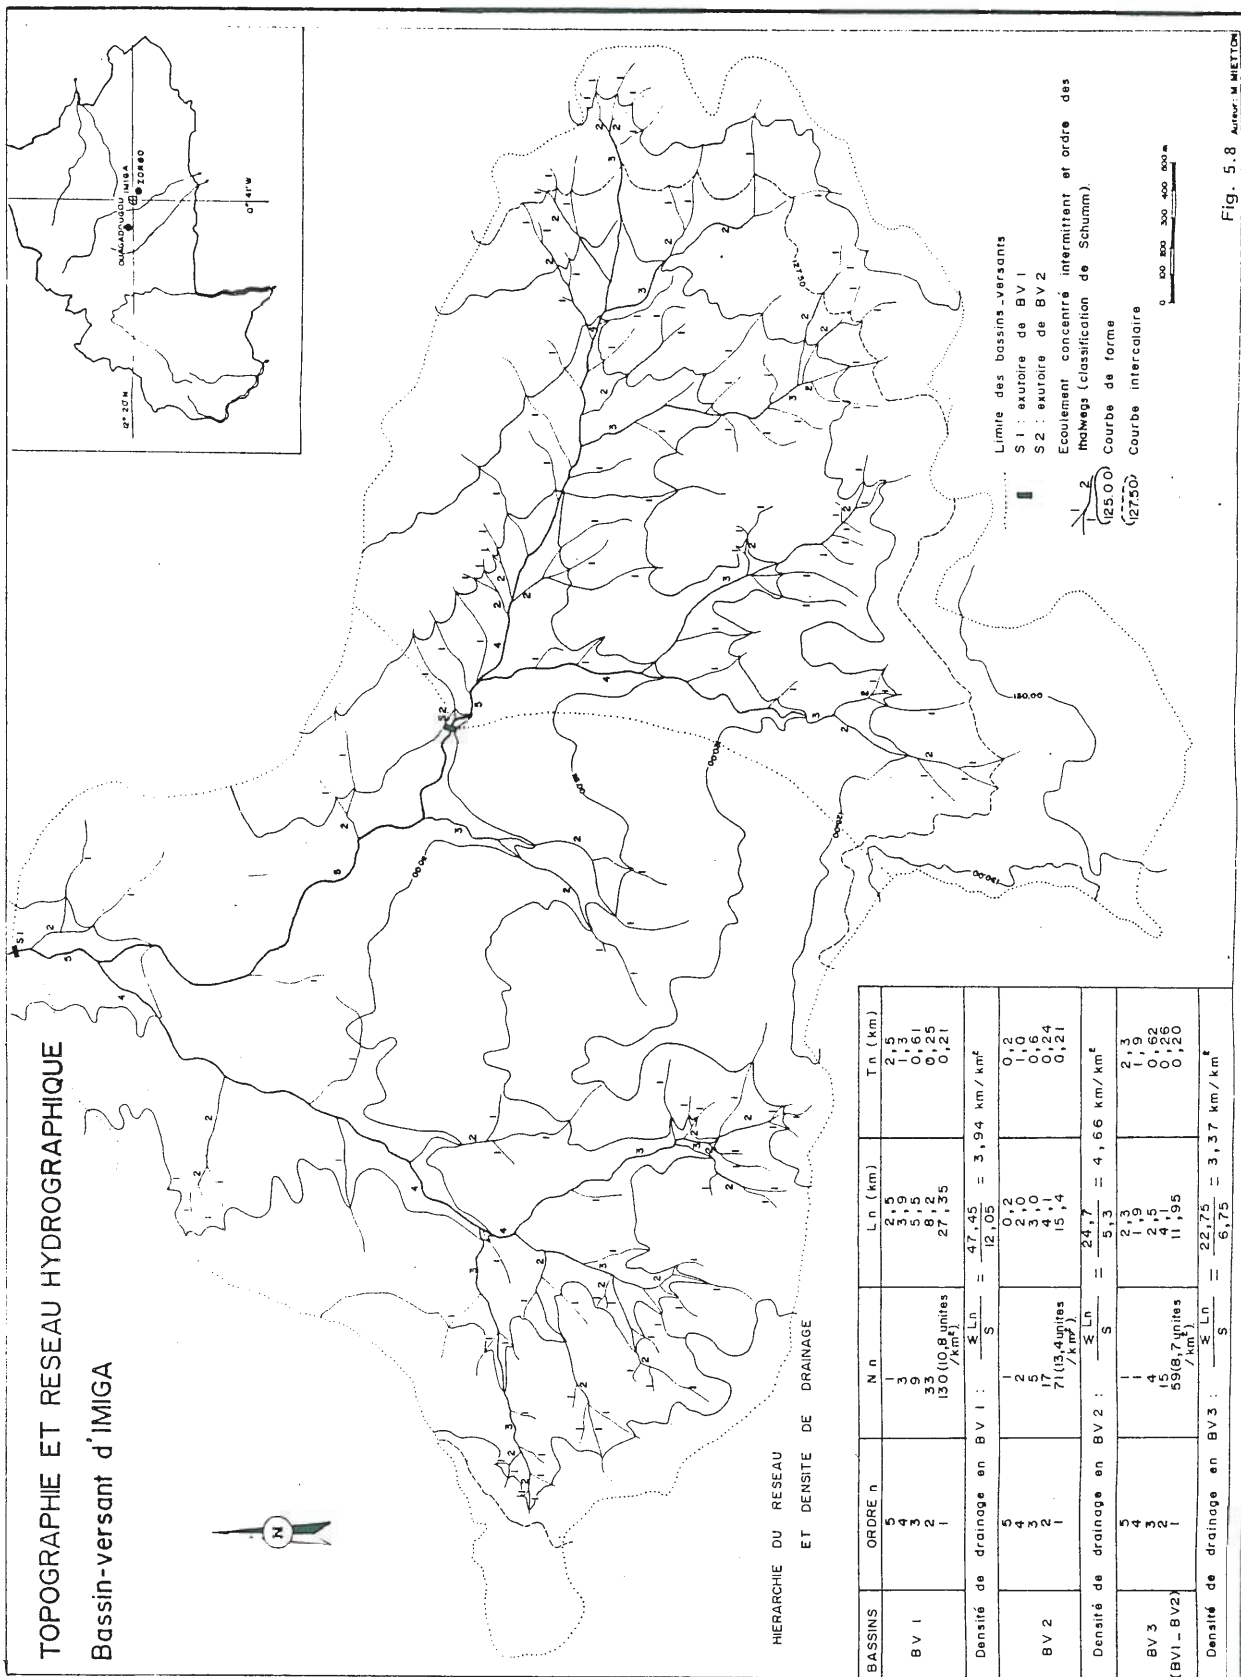 TOPOGRAPHIE ET RESEAU HYDROGRAPHIQUE
Bassin-versant d'IMIGA
N
12° 20'N
OUAGADOUGOU
IMIGA
ZORGO
0° 41'W
S1
S2
130,00
127,50
Limite des bassins-versants
S1 : exutoire de BV 1
S2 : exutoire de BV 2
Ecoulement concentré intermittent et ordre des
thalwegs (classification de Schumm).
1 1 2
(125.00) Courbe de forme
(127.50) Courbe intercalaire
0 100 200 300 400 500 m
HIERARCHIE DU RESEAU
ET DENSITE DE DRAINAGE
BASSINS ORDRE n Nn Ln (km) Tn (km)
BV 1
5 1 2,5 2,5
4 3 3,9 1,3
3 9 5,5 0,61
2 33 8,2 0,25
1 130 (10,8 unites /km²) 27,35 0,21
Densité de drainage en BV 1 : Σ Ln / S = 47,45 / 12,05 = 3,94 km/km²
BV 2
5 1 0,2 0,2
4 2 2,0 1,0
3 5 3,0 0,6
2 17 4,1 0,24
1 71 (13,4 unites /km²) 15,4 0,21
Densité de drainage en BV 2 : Σ Ln / S = 24,7 / 5,3 = 4,66 km/km²
BV 3
(BV1 - BV2)
5 1 2,3 2,3
4 1 1,9 1,9
3 4 2,5 0,62
2 15 4,1 0,26
1 59 (8,7 unites /km²) 11,95 0,20
Densité de drainage en BV 3 : Σ Ln / S = 22,75 / 6,75 = 3,37 km/km²
Fig. 5.8 Auteur: M MIETTON